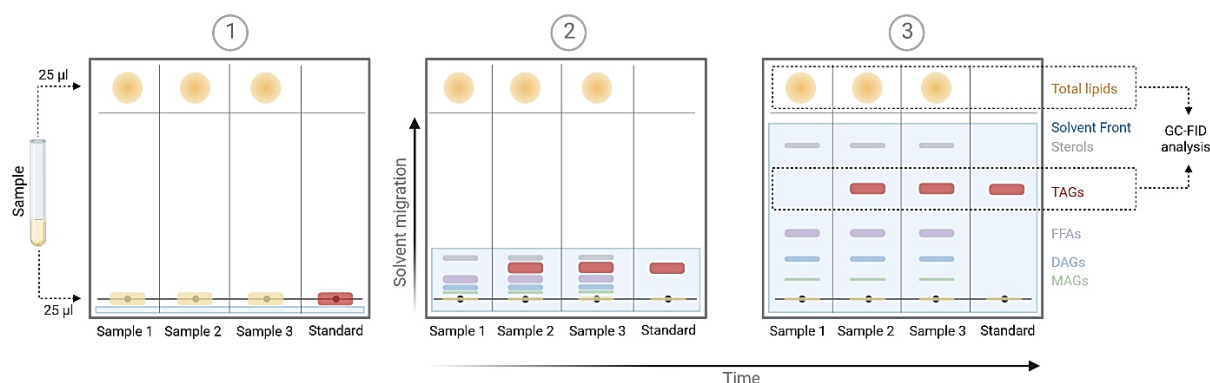 1
2
3
25 µl
Sample
25 µl
Sample 1 Sample 2 Sample 3 Standard
Solvent migration
Sample 1 Sample 2 Sample 3 Standard
Total lipids
Solvent Front
Sterols
TAGs
FFAs
DAGs
MAGs
GC-FID
analysis
Sample 1 Sample 2 Sample 3 Standard
Time